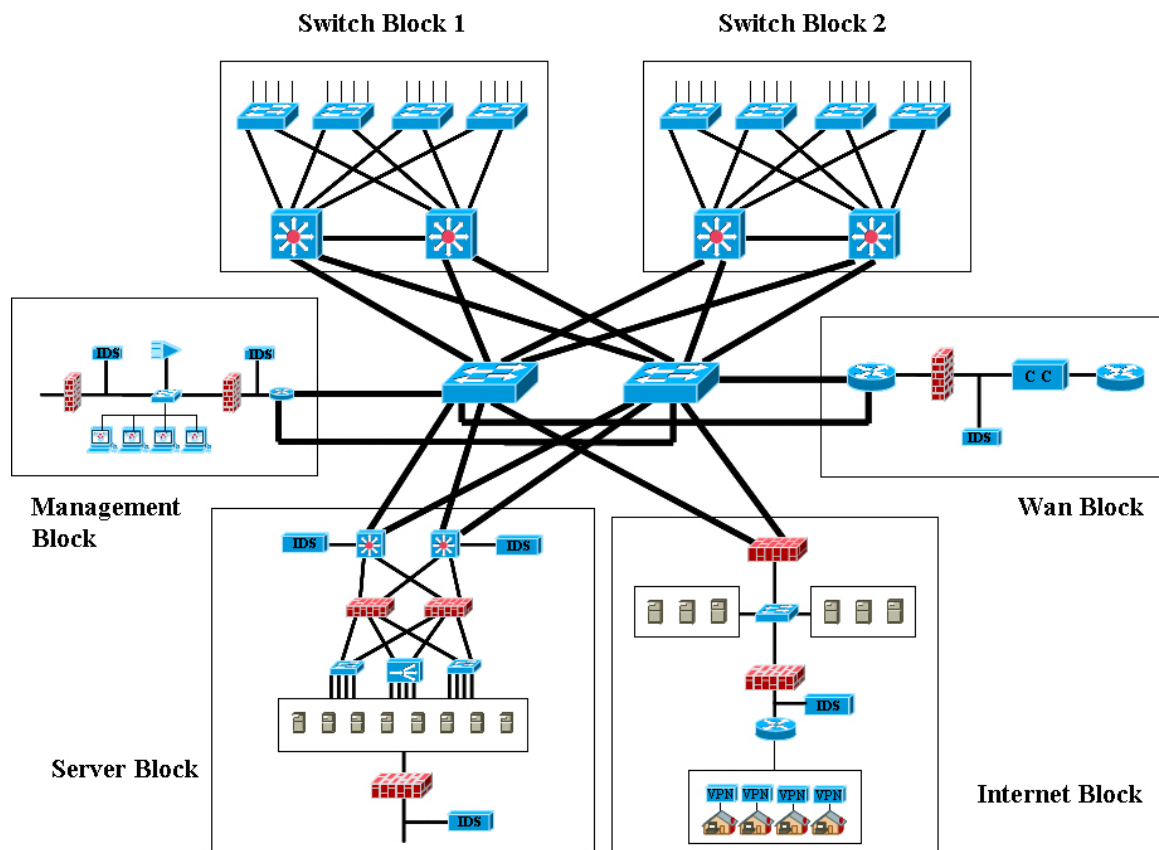 Switch Block 1
Switch Block 2
IDS
IDS
C C
IDS
Management
Block
Wan Block
IDS
IDS
IDS
Server Block
IDS
Internet Block
VPN VPN VPN VPN
IDS